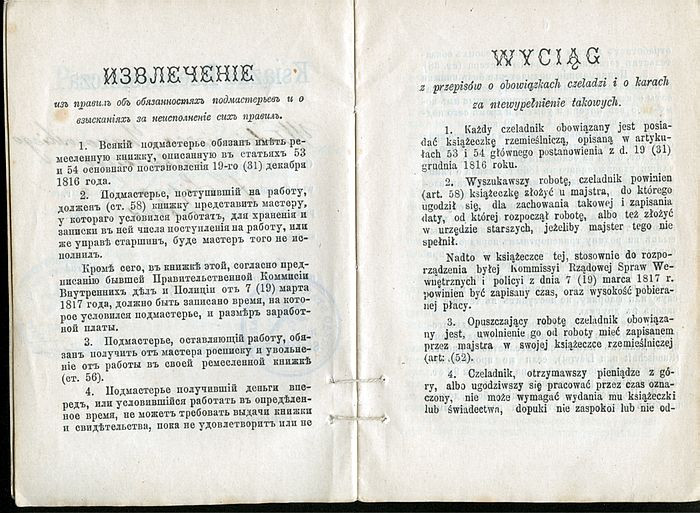 ИЗВЛЕЧЕНІЕ
изъ правилъ объ обязанностяхъ подмастерьевъ и о
взысканіяхъ за неисполненіе сихъ правилъ.
1. Всякій подмастерье обязанъ имѣть ре-
месленную книжку, описанную въ статьяхъ 53
и 54 основнаго постановленія 19-го (31) декабря
1816 года.
2. Подмастерье, поступившій на работу,
долженъ (ст. 58) книжку представить мастеру,
у котораго условился работать, для храненія и
записки въ ней числа поступленія на работу, или
же управѣ старшинъ, буде мастеръ того не ис-
полнилъ.
Кромѣ сего, въ книжкѣ этой, согласно пред-
писанію бывшей Правительственной Коммисіи
Внутреннихъ дѣлъ и Полиціи отъ 7 (19) марта
1817 года, должно быть записано время, на ко-
торое условился подмастерье, и размѣръ заработ-
ной платы.
3. Подмастерье, оставляющій работу, обя-
занъ получить отъ мастера росписку и увольне-
ніе отъ работы въ своей ремесленной книжкѣ
(ст. 56).
4. Подмастерье получившій деньги впе-
редъ, или условившійся работать въ опредѣлен-
ное время, не можетъ требовать выдачи книжки
и свидѣтельства, пока не удовлетворитъ или не
WYCIĄG
z przepisów o obowiązkach czeladzi i o karach
za niewypełnienie takowych.
1. Każdy czeladnik obowiązany jest posia-
dać książeczkę rzemieślniczą, opisaną w artyku-
łach 53 i 54 głównego postanowienia z d. 19 (31)
grudnia 1816 roku.
2. Wyszukawszy robotę, czeladnik powinien
(art. 58) książeczkę złożyć u majstra, do którego
ugodził się, dla zachowania takowej i zapisania
daty, od której rozpoczął robotę, albo też złożyć
w urzędzie starszych, jeżeliby majster tego nie
spełnił.
Nadto w książeczce tej, stosownie do rozpo-
rządzenia byłej Kommissyi Rządowej Spraw We-
wnętrznych i policyi z dnia 7 (19) marca 1817 r.
powinien być zapisany czas, oraz wysokość pobiera-
nej płacy.
3. Opuszczający robotę czeladnik obowiąza-
ny jest, uwolnienie go od roboty mieć zapisanem
przez majstra w swojej książeczce rzemieślniczej
(art: .(52).
4. Czeladnik, otrzymawszy pieniądze z gó-
ry, albo ugodziwszy się pracować przez czas ozna-
czony, nie może wymagać wydania mu książeczki
lub świadectwa, dopuki nie zaspokoi lub nie od-